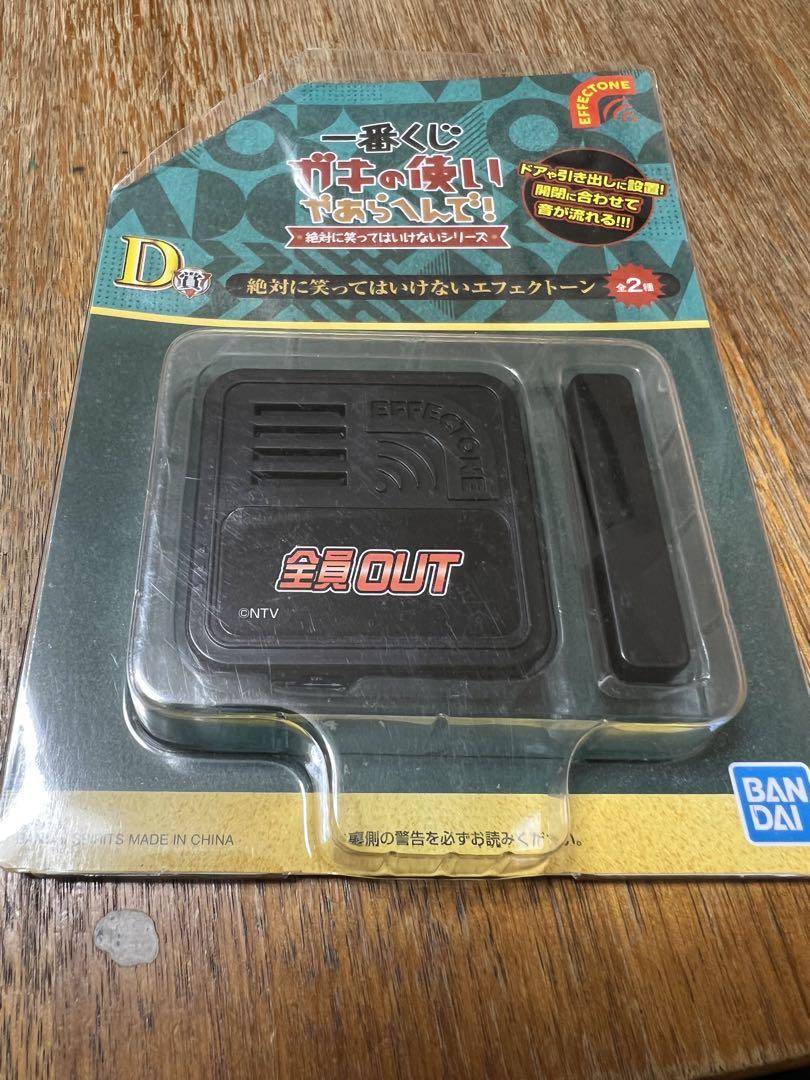 EFFECTONE
一番くじ
ガキの使い
やあらへんで!
絶対に笑ってはいけないシリーズ
ドアや引き出しに設置!
開閉に合わせて
音が流れる!!!
D賞
絶対に笑ってはいけないエフェクトーン
全2種
EFFECTONE
全員OUT
©NTV
BAN
DAI
SPIRITS MADE IN CHINA
裏側の警告を必ずお読みください。